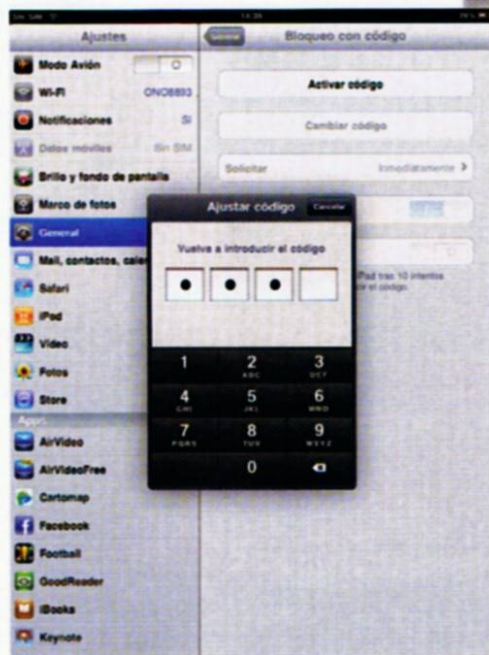 Sin SIM
Ajustes
Modo Avión
Wi-Fi ONO8893
Notificaciones Sí
Datos móviles Sin SIM
Brillo y fondo de pantalla
Marco de fotos
General
Mail, contactos, calen
Safari
iPod
Vídeo
Fotos
Store
Apps
AirVideo
AirVideoFree
Cartomap
Facebook
Football
GoodReader
iBooks
Keynote
General
Bloqueo con código
Activar código
Cambiar código
Solicitar Inmediatamente >
iPad tras 10 intentos
el código.
Ajustar código Cancelar
Vuelva a introducir el código
1
2 ABC
3 DEF
4 GHI
5 JKL
6 MNO
7 PQRS
8 TUV
9 WXYZ
0